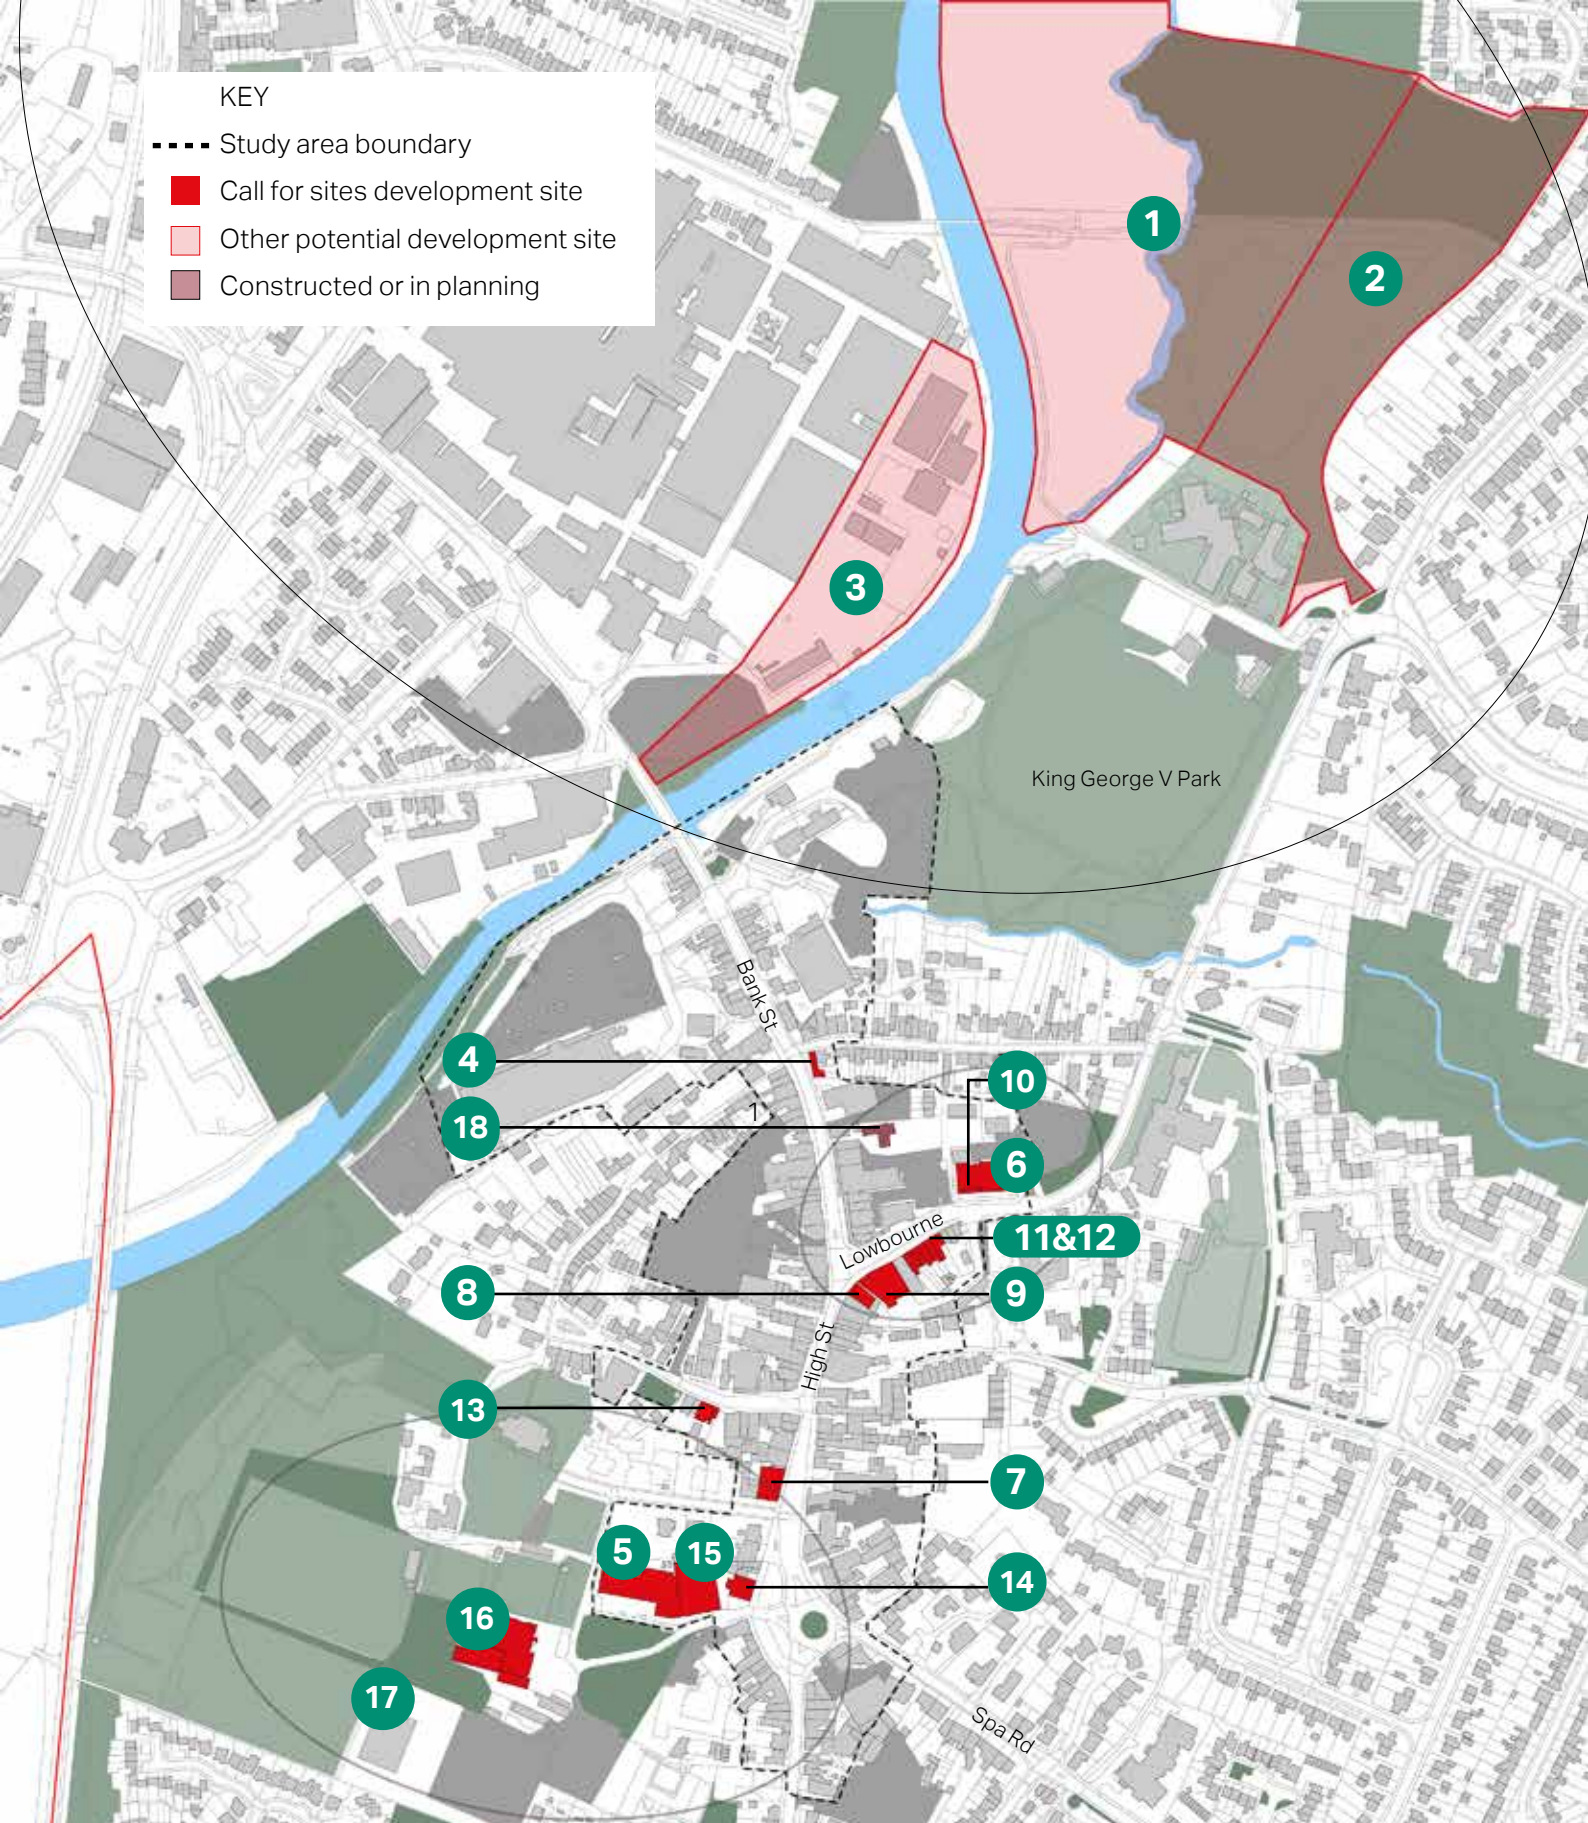 KEY
Study area boundary
Call for sites development site
Other potential development site
Constructed or in planning
1
2
3
King George V Park
Bank St
4
10
18
1
6
Lowbourne
11&12
8
9
High St
13
7
5
15
14
16
17
Spa Rd